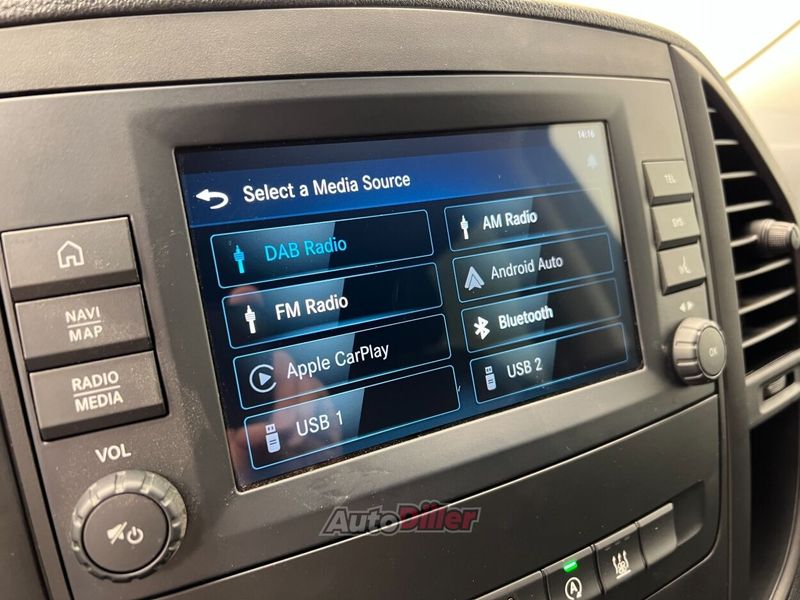 14:16
Select a Media Source
DAB Radio
AM Radio
FM Radio
Android Auto
Apple CarPlay
Bluetooth
USB 1
USB 2
NAVI
MAP
RADIO
MEDIA
VOL
TEL
SYS
OK
AutoDiller
A